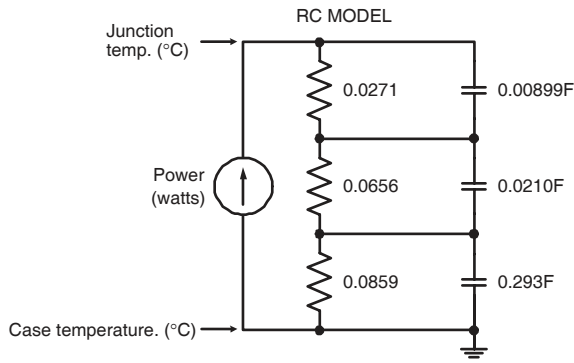 RC MODEL
Junction
temp. (°C)
0.0271
0.00899F
Power
(watts)
0.0656
0.0210F
0.0859
0.293F
Case temperature. (°C)